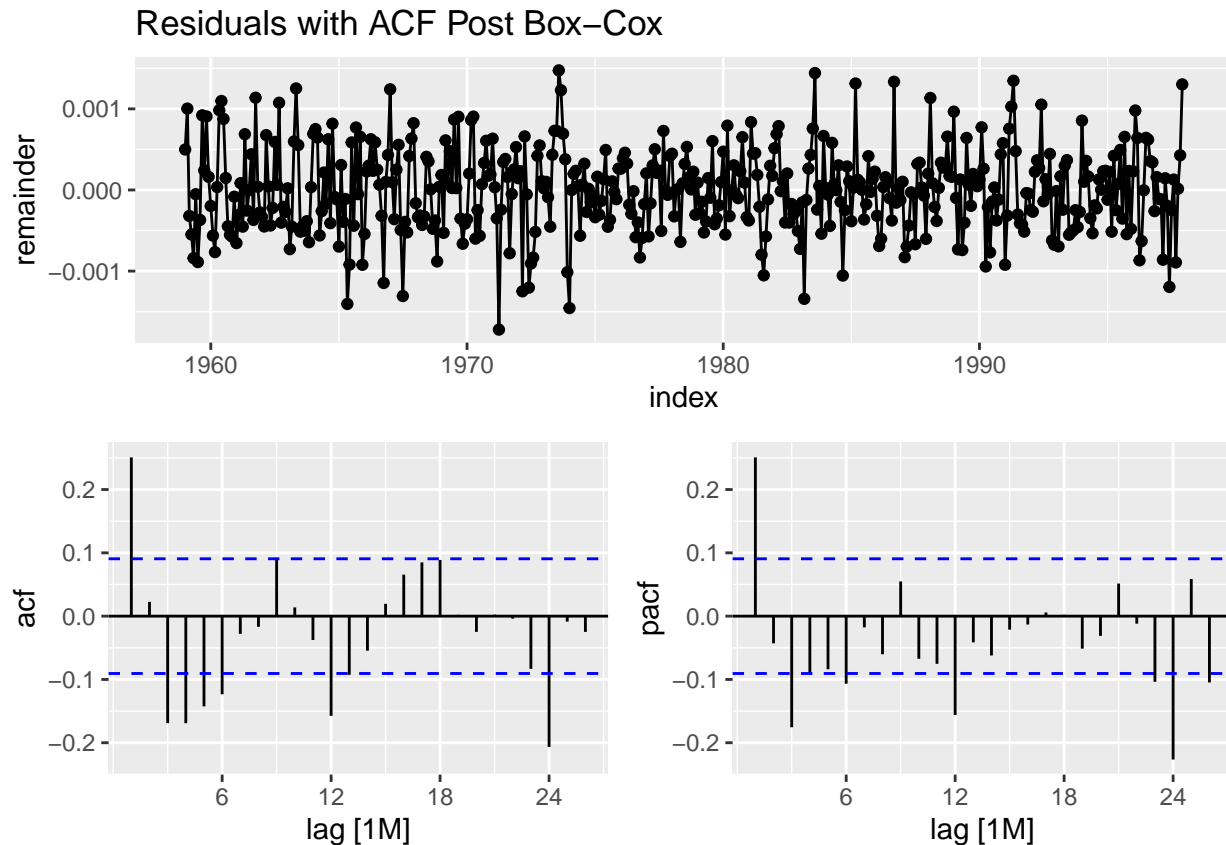 Residuals with ACF Post Box−Cox
0.001
0.000
−0.001
remainder
1960 1970 1980 1990
index
0.2
0.1
0.0
−0.1
−0.2
acf
6 12 18 24
lag [1M]
0.2
0.1
0.0
−0.1
−0.2
pacf
6 12 18 24
lag [1M]